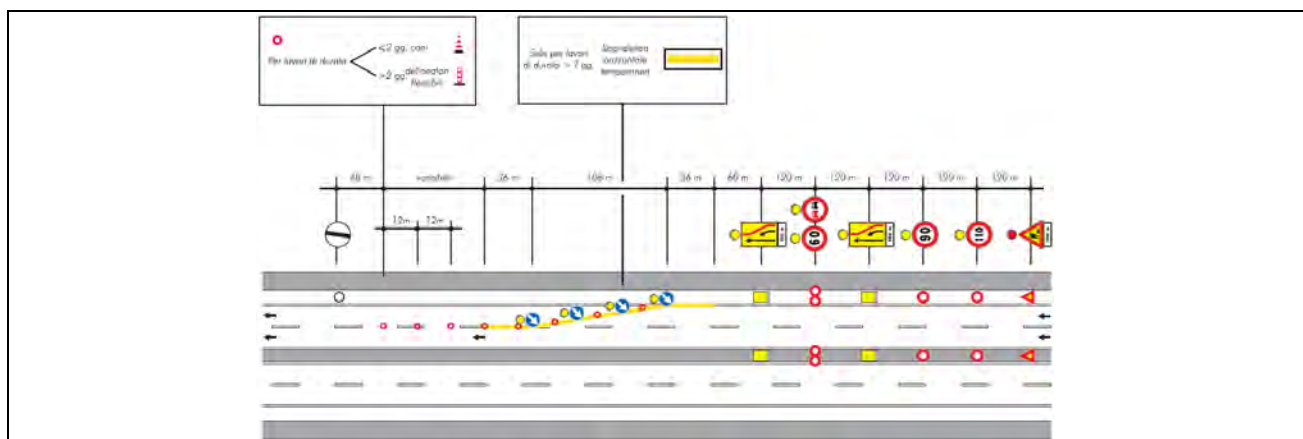 Per lavori di durata
≤2 gg. coni
>2 gg. delineatori
flessibili
Solo per lavori
di durata > 7 gg.
Segnaletica
orizzontale
temporanea
48 m
variabile
36 m
108 m
36 m
60 m
120 m
120 m
120 m
120 m
120 m
12m
12m
60
90
110